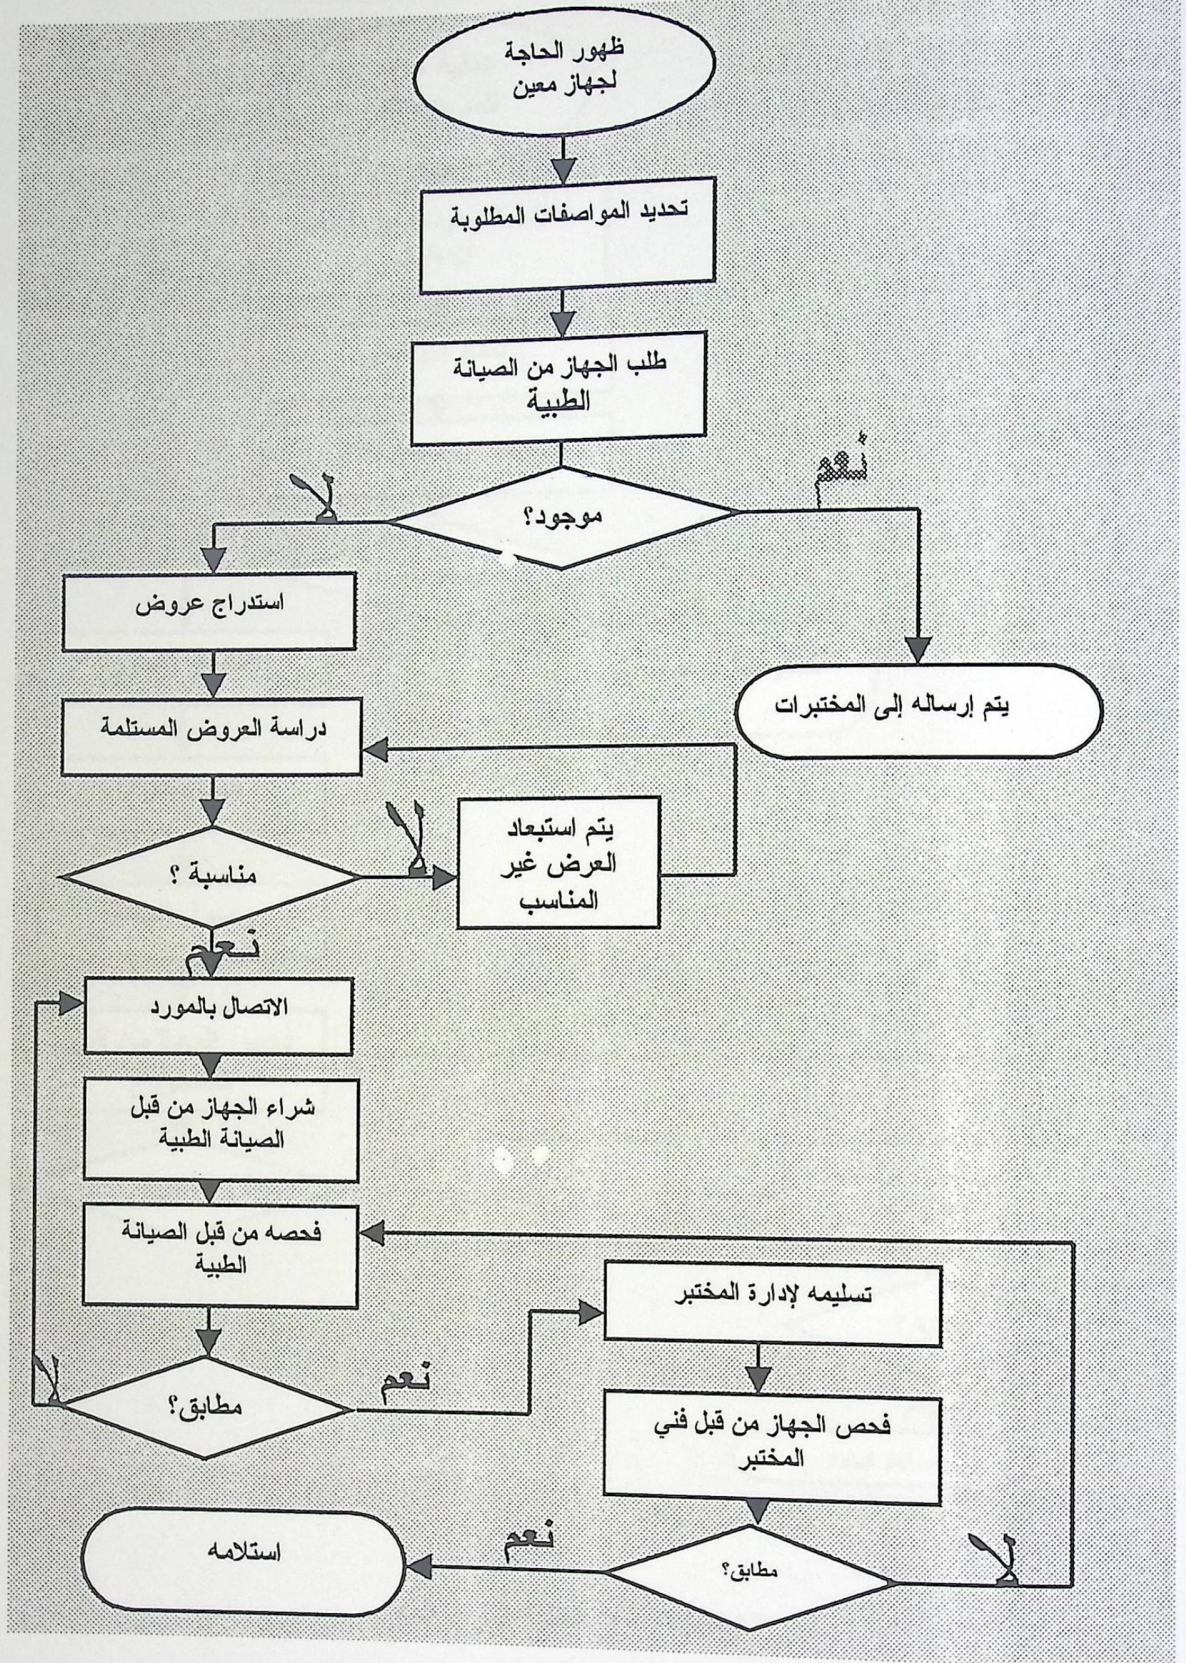 ظهور الحاجة
لجهاز معين
تحديد المواصفات المطلوبة
طلب الجهاز من الصيانة
الطبية
موجود؟
نعم
لا
استدراج عروض
يتم إرساله إلى المختبرات
دراسة العروض المستلمة
مناسبة ؟
لا
يتم استبعاد
العرض غير
المناسب
نعم
الاتصال بالمورد
شراء الجهاز من قبل
الصيانة الطبية
فحصه من قبل الصيانة
الطبية
مطابق؟
لا
نعم
تسليمه لإدارة المختبر
فحص الجهاز من قبل فني
المختبر
مطابق؟
لا
نعم
استلامه